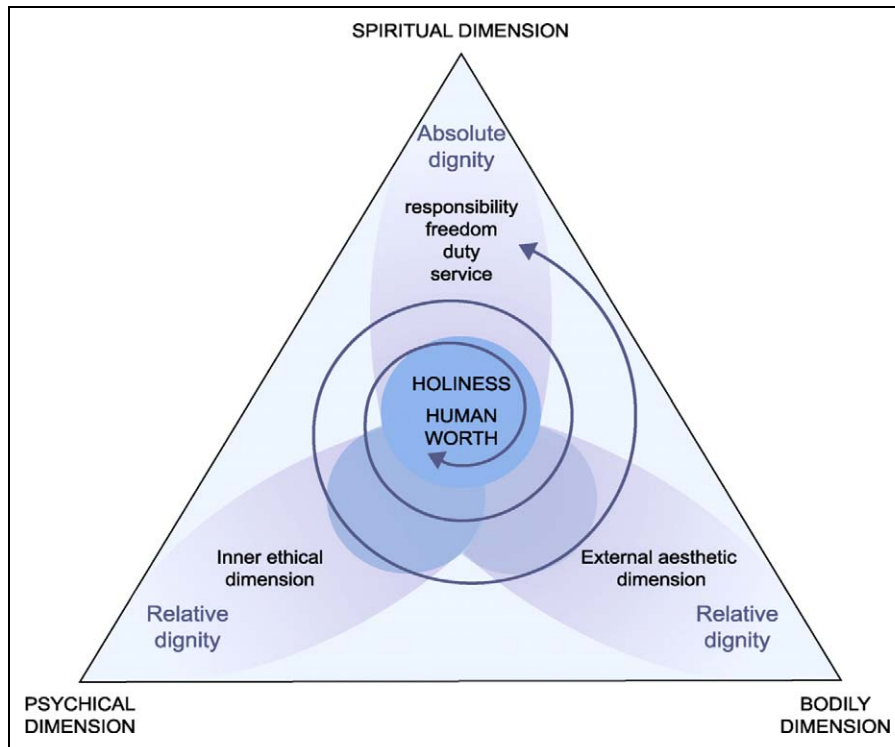 SPIRITUAL DIMENSION
Absolute
dignity
responsibility
freedom
duty
service
HOLINESS
HUMAN
WORTH
Inner ethical
dimension
External aesthetic
dimension
Relative
dignity
Relative
dignity
PSYCHICAL
DIMENSION
BODILY
DIMENSION